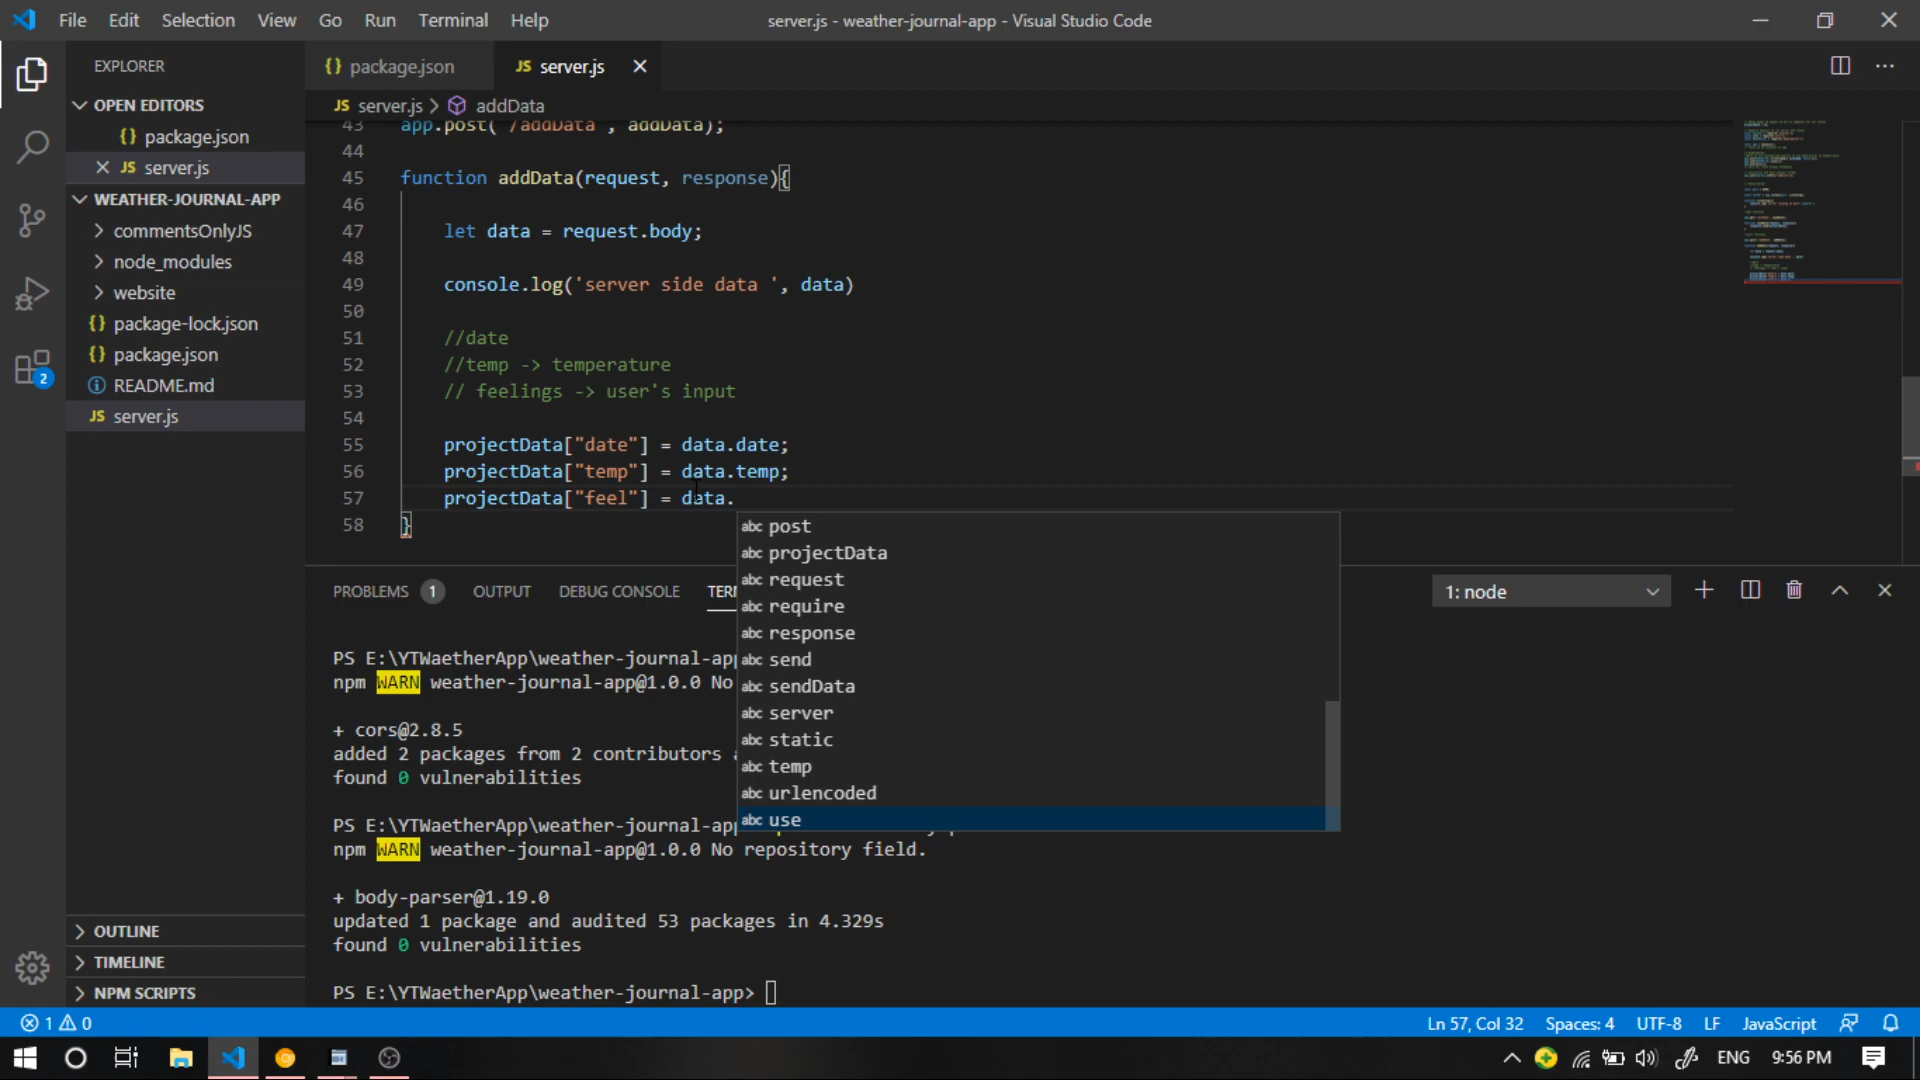 File Edit Selection View Go Run Terminal Help
server.js - weather-journal-app - Visual Studio Code
EXPLORER
OPEN EDITORS
{} package.json
JS server.js
WEATHER-JOURNAL-APP
commentsOnlyJS
node_modules
website
{} package-lock.json
{} package.json
README.md
JS server.js
OUTLINE
TIMELINE
NPM SCRIPTS
{} package.json
JS server.js
JS server.js > addData
43 app.post('/addData', addData);
44
45 function addData(request, response){
46
47 let data = request.body;
48
49 console.log('server side data ', data)
50
51 //date
52 //temp -> temperature
53 // feelings -> user's input
54
55 projectData["date"] = data.date;
56 projectData["temp"] = data.temp;
57 projectData["feel"] = data.
58 }
abc post
abc projectData
abc request
abc require
abc response
abc send
abc sendData
abc server
abc static
abc temp
abc urlencoded
abc use
PROBLEMS 1 OUTPUT DEBUG CONSOLE TER
1: node
PS E:\YTWaetherApp\weather-journal-app
npm WARN weather-journal-app@1.0.0 No
+ cors@2.8.5
added 2 packages from 2 contributors
found 0 vulnerabilities
PS E:\YTWaetherApp\weather-journal-app
npm WARN weather-journal-app@1.0.0 No repository field.
+ body-parser@1.19.0
updated 1 package and audited 53 packages in 4.329s
found 0 vulnerabilities
PS E:\YTWaetherApp\weather-journal-app>
2
1 0
Ln 57, Col 32 Spaces: 4 UTF-8 LF JavaScript
ENG 9:56 PM